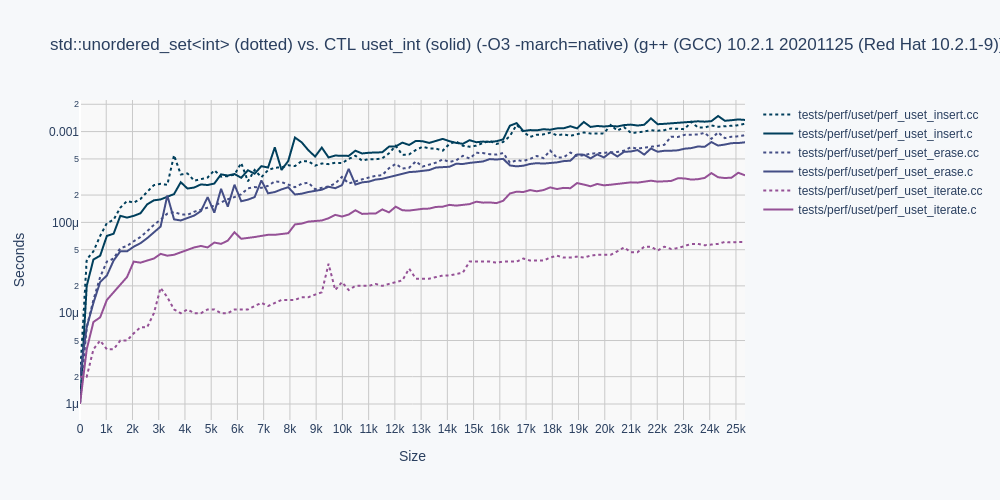 std::unordered_set<int> (dotted) vs. CTL uset_int (solid) (-O3 -march=native) (g++ (GCC) 10.2.1 20201125 (Red Hat 10.2.1-9))
2
0.001
5
2
100μ
5
2
10μ
5
2
1μ
Seconds
0 1k 2k 3k 4k 5k 6k 7k 8k 9k 10k 11k 12k 13k 14k 15k 16k 17k 18k 19k 20k 21k 22k 23k 24k 25k
Size
tests/perf/uset/perf_uset_insert.cc
tests/perf/uset/perf_uset_insert.c
tests/perf/uset/perf_uset_erase.cc
tests/perf/uset/perf_uset_erase.c
tests/perf/uset/perf_uset_iterate.cc
tests/perf/uset/perf_uset_iterate.c